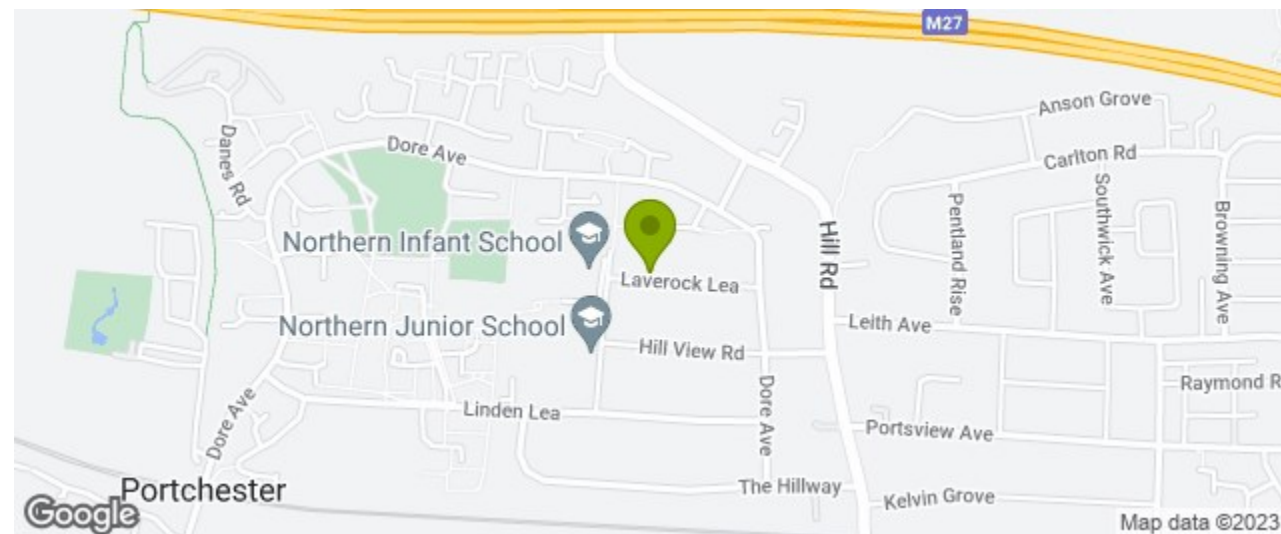 M27
Anson Grove
Danes Rd
Dore Ave
Carlton Rd
Southwick Ave
Pentland Rise
Browning Ave
Northern Infant School
Hill Rd
Laverock Lea
Northern Junior School
Leith Ave
Hill View Rd
Raymond R
Dore Ave
Dore Ave
Linden Lea
Portsview Ave
Portchester
The Hillway
Kelvin Grove
Google
Map data ©2023